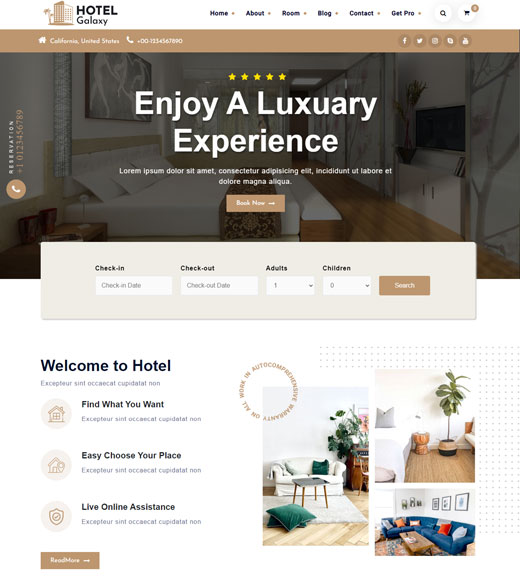 HOTEL
Galaxy
Home
About
Room
Blog
Contact
Get Pro
0
California, United States
+00-1234567890
RESERVATION
+1 0123456789
Enjoy A Luxuary
Experience
Lorem ipsum dolor sit amet, consectetur adipisicing elit, incididunt ut labore et
dolore magna aliqua.
Book Now
Check-in
Check-out
Adults
Children
Check-in Date
Check-out Date
1
0
Search
Welcome to Hotel
Excepteur sint occaecat cupidatat non
WORK IN AUTOCOMPREHENSIVE WARRANTY ON ALL
Find What You Want
Excepteur sint occaecat cupidatat non
Easy Choose Your Place
Excepteur sint occaecat cupidatat non
Live Online Assistance
Excepteur sint occaecat cupidatat non
ReadMore